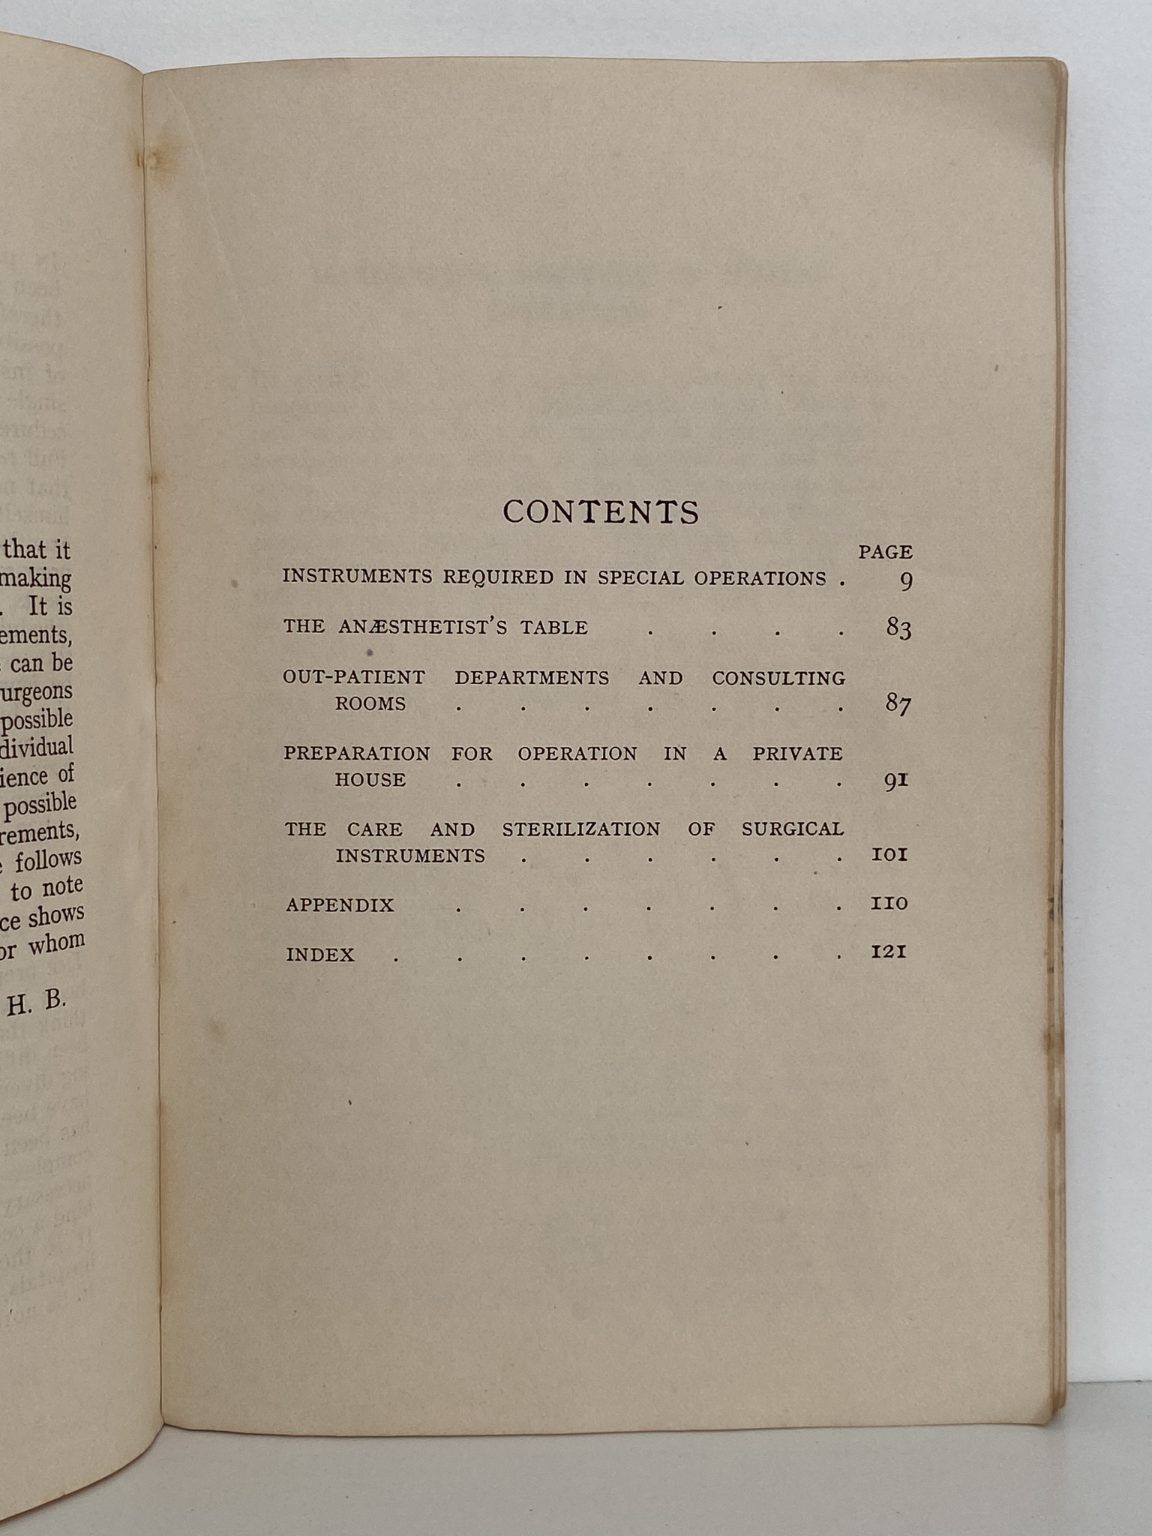 that it
making
. It is
ements,
can be
urgeons
possible
dividual
ience of
possible
rements,
follows
to note
ce shows
or whom
H. B.
CONTENTS
PAGE
INSTRUMENTS REQUIRED IN SPECIAL OPERATIONS . 9
THE ANÆSTHETIST'S TABLE . . . . 83
OUT-PATIENT DEPARTMENTS AND CONSULTING
ROOMS . . . . . . . 87
PREPARATION FOR OPERATION IN A PRIVATE
HOUSE . . . . . . . 91
THE CARE AND STERILIZATION OF SURGICAL
INSTRUMENTS . . . . . . 101
APPENDIX . . . . . . . 110
INDEX . . . . . . . . 121